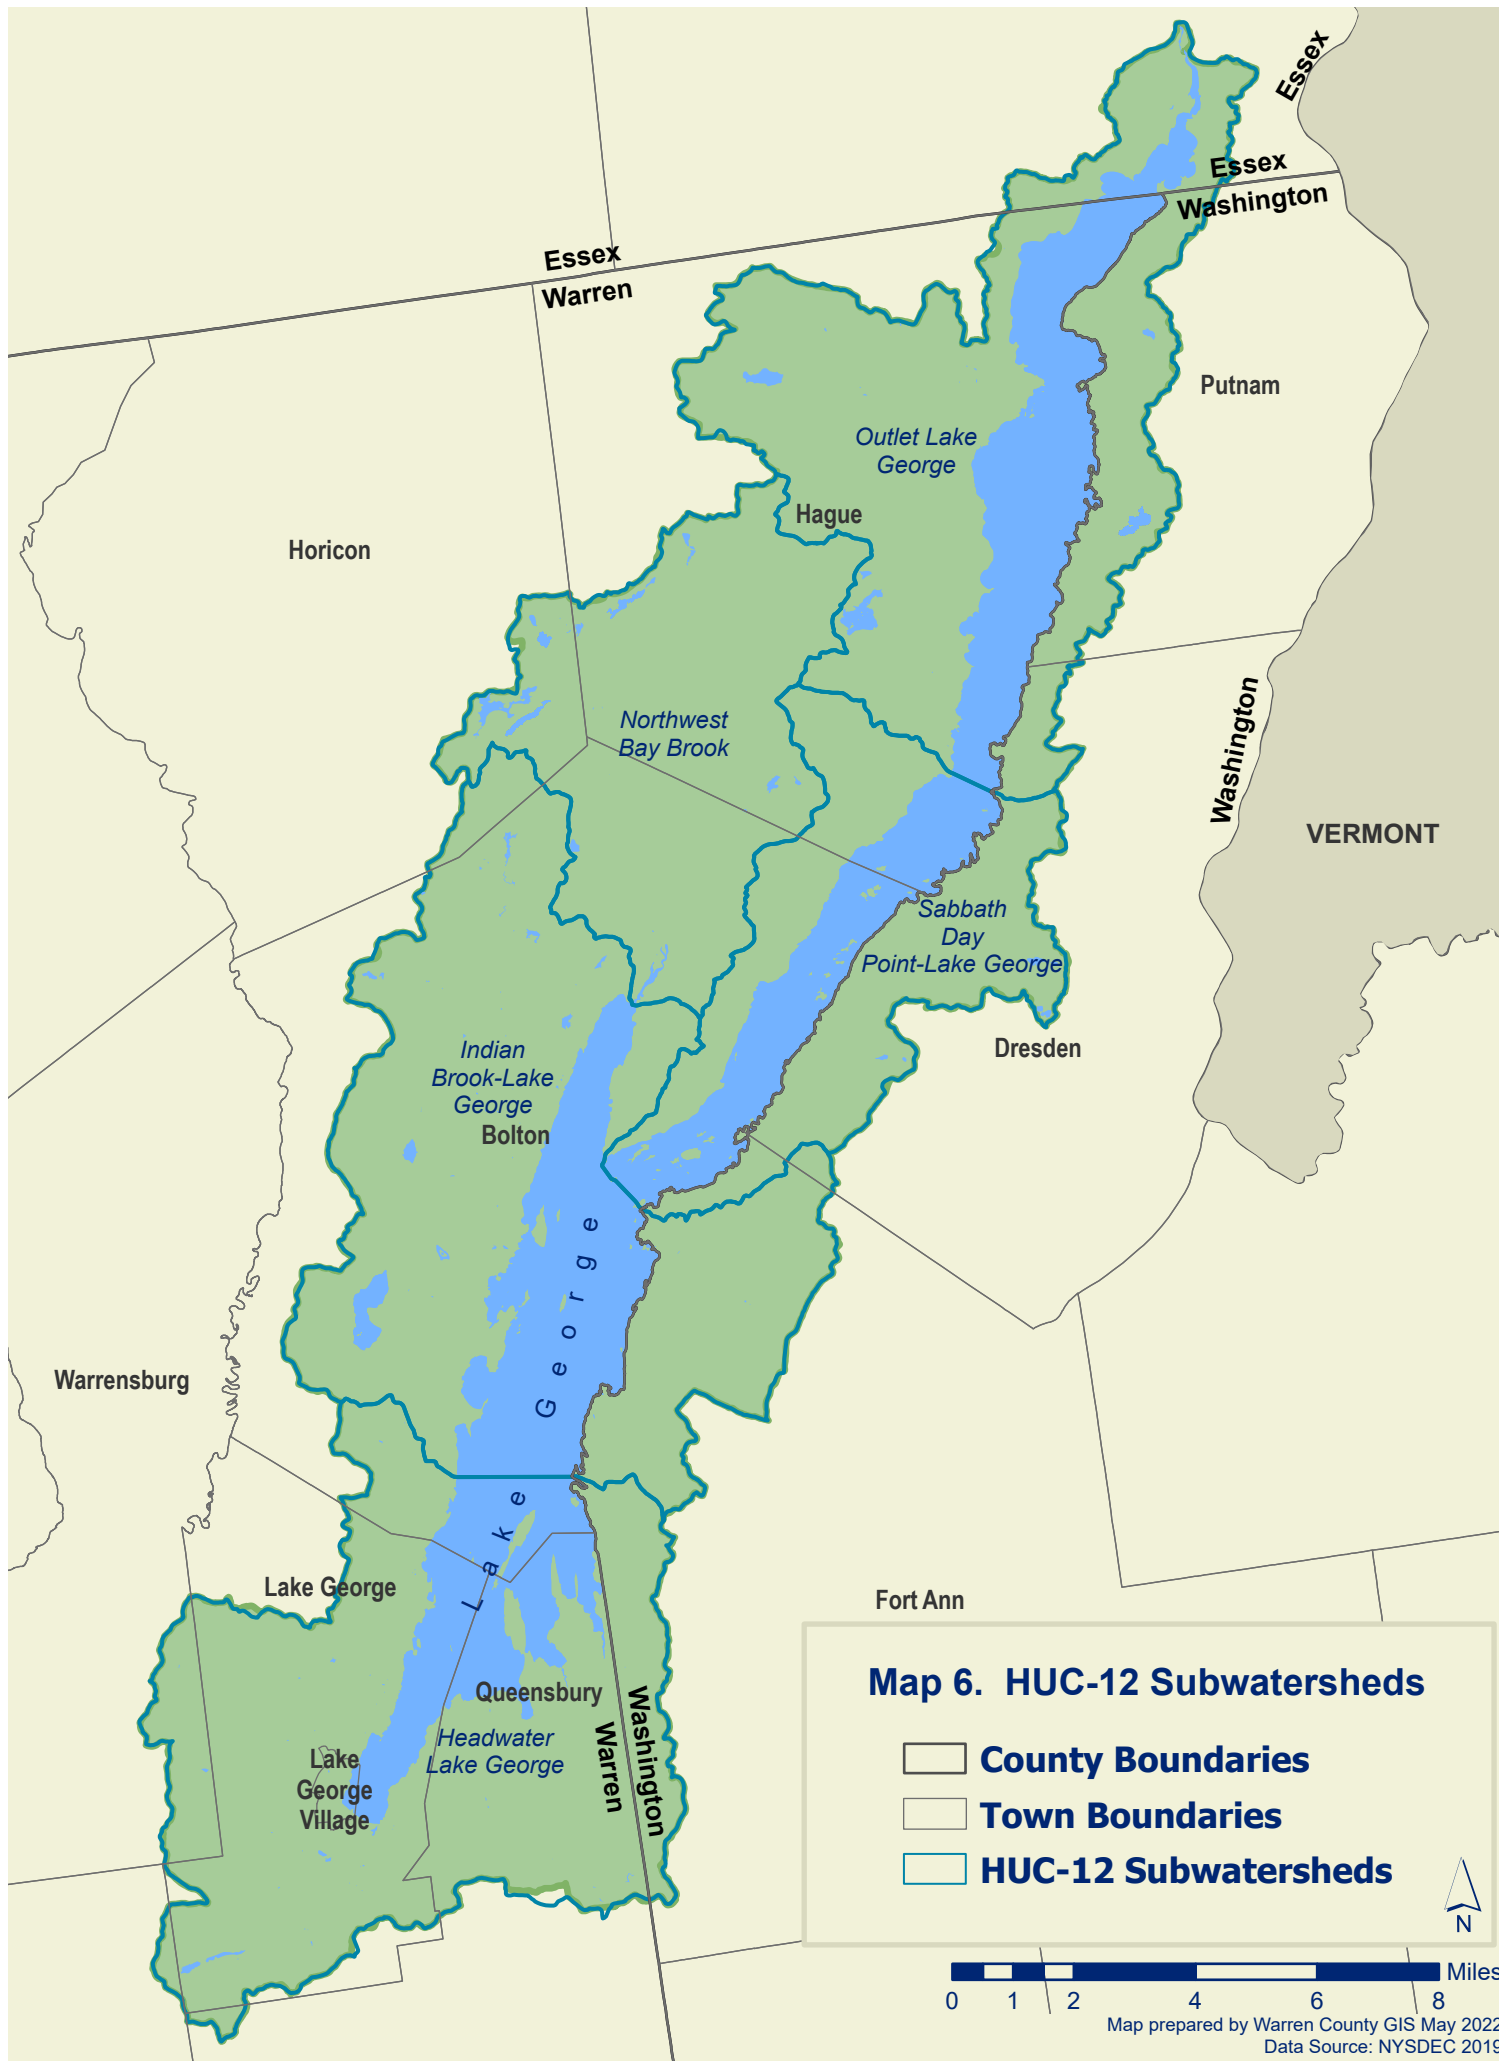 Essex
Essex
Washington
Essex
Warren
Putnam
Outlet Lake
George
Hague
Horicon
Washington
Northwest
Bay Brook
VERMONT
Sabbath
Day
Point-Lake George
Dresden
Indian
Brook-Lake
George
Bolton
Lake George
Warrensburg
Lake George
Fort Ann
Queensbury
Washington
Warren
Headwater
Lake George
Lake
George
Village
Map 6. HUC-12 Subwatersheds
County Boundaries
Town Boundaries
HUC-12 Subwatersheds
N
Miles
0 1 2 4 6 8
Map prepared by Warren County GIS May 2022
Data Source: NYSDEC 2019